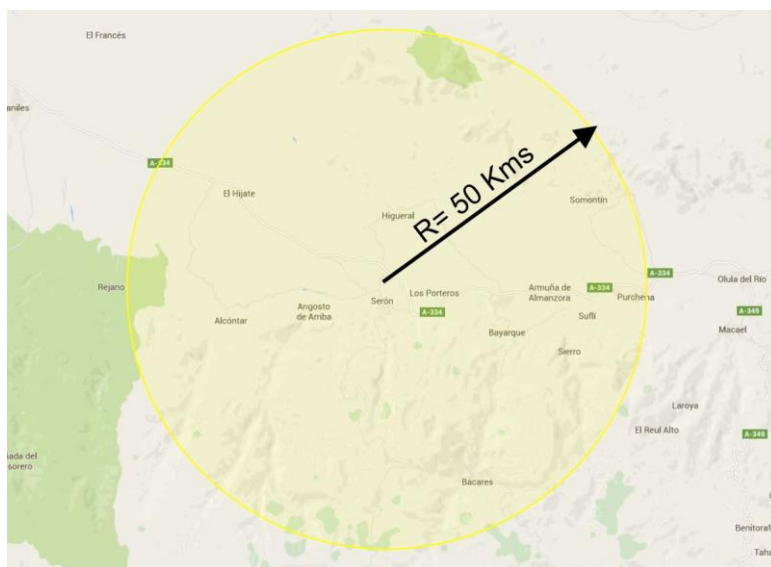 El Francés
aniles
A-334
El Hijate
Higueral
R= 50 Kms
Somontín
Rejano
Serón
Los Porteros
A-334
Angosto
de Arriba
Alcóntar
Armuña de
Almanzora
A-334
A-334
Purchena
Olula del Río
A-349
Macael
Suflí
Bayarque
Sierro
Laroya
El Reul Alto
A-349
ada del
sorero
Bacares
Benitoraf
Taha